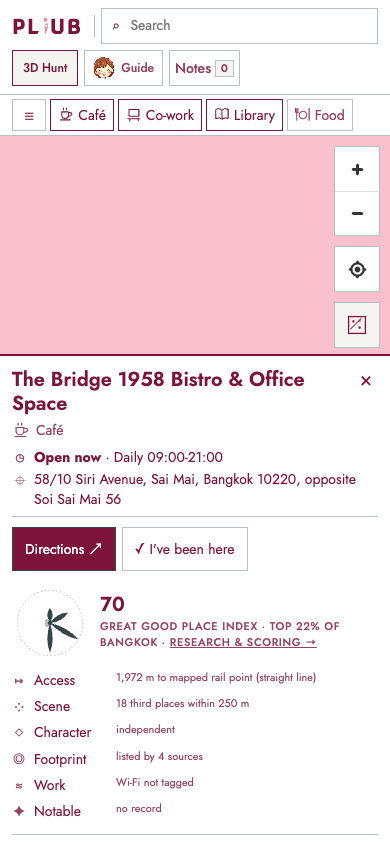 PLUB
Search
3D Hunt
Guide
Notes 0
Café
Co-work
Library
Food
The Bridge 1958 Bistro & Office
Space
Café
Open now · Daily 09:00-21:00
58/10 Siri Avenue, Sai Mai, Bangkok 10220, opposite
Soi Sai Mai 56
Directions ↗
✓ I've been here
70
GREAT GOOD PLACE INDEX · TOP 22% OF
BANGKOK · RESEARCH & SCORING →
Access 1,972 m to mapped rail point (straight line)
Scene 18 third places within 250 m
Character independent
Footprint listed by 4 sources
Work Wi-Fi not tagged
Notable no record